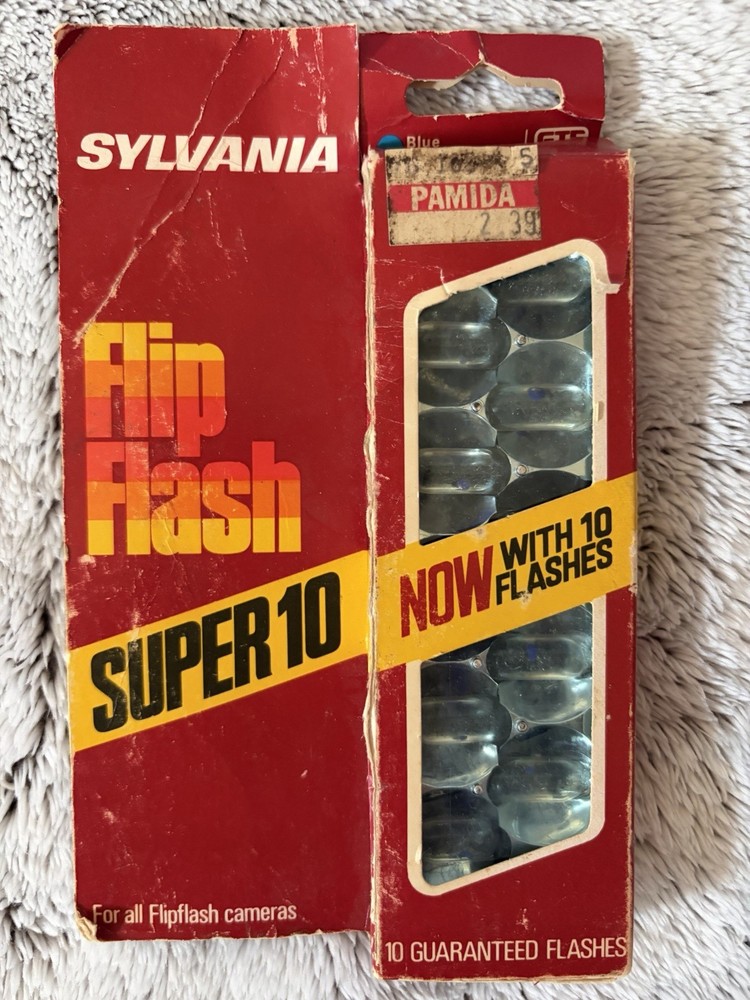 SYLVANIA
Flip
Flash
SUPER 10
For all Flipflash cameras
Blue
GTE
5
PAMIDA
2 39
NOW WITH 10
FLASHES
10 GUARANTEED FLASHES